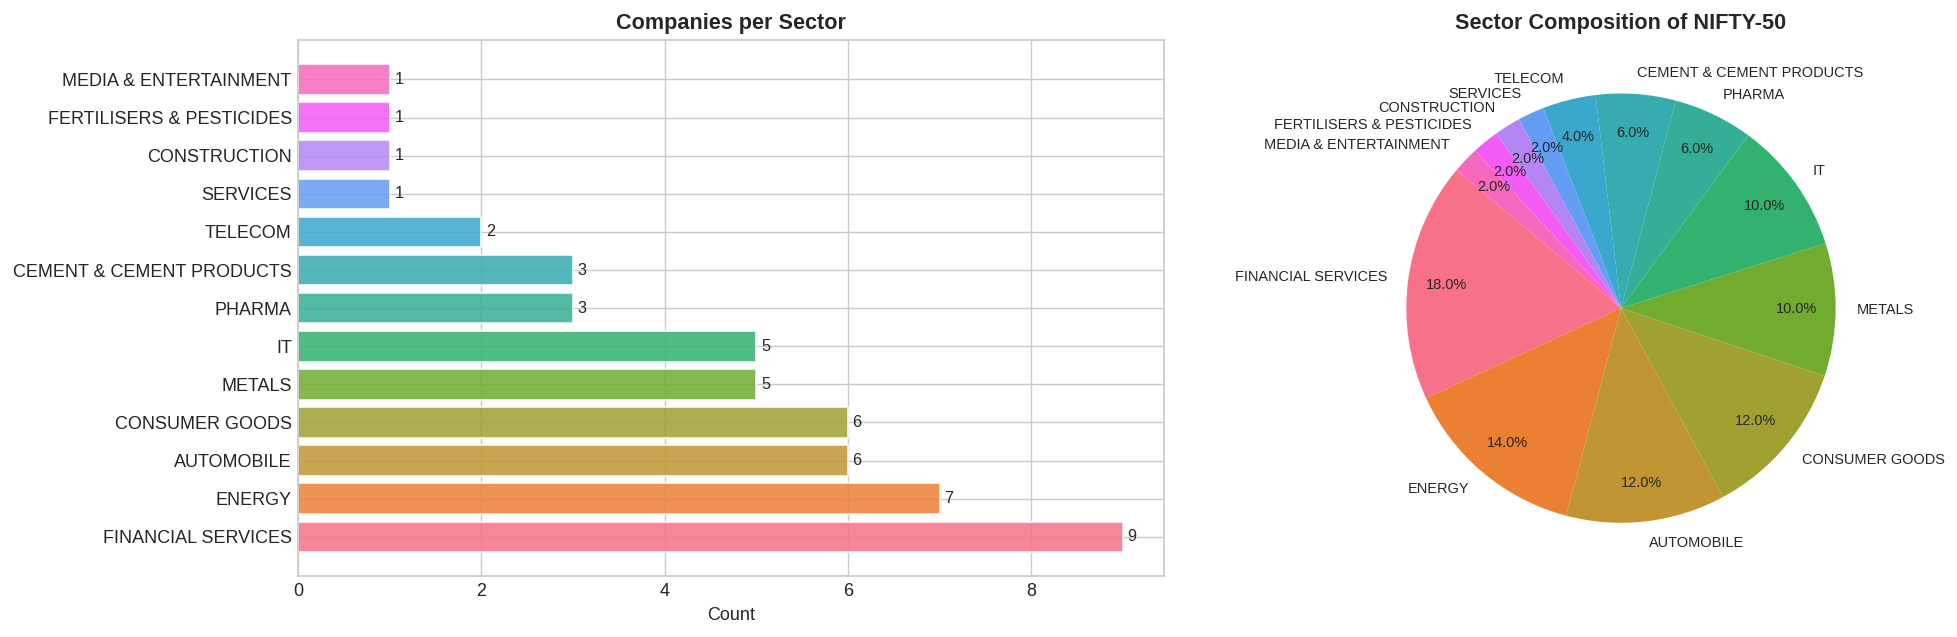 Companies per Sector
MEDIA & ENTERTAINMENT
1
FERTILISERS & PESTICIDES
1
CONSTRUCTION
1
SERVICES
1
TELECOM
2
CEMENT & CEMENT PRODUCTS
3
PHARMA
3
IT
5
METALS
5
CONSUMER GOODS
6
AUTOMOBILE
6
ENERGY
7
FINANCIAL SERVICES
9
0 2 4 6 8
Count
Sector Composition of NIFTY-50
CEMENT & CEMENT PRODUCTS
TELECOM
SERVICES
PHARMA
CONSTRUCTION
FERTILISERS & PESTICIDES
MEDIA & ENTERTAINMENT
6.0%
4.0%
2.0%
6.0%
2.0%
2.0%
2.0%
IT
10.0%
FINANCIAL SERVICES
18.0%
10.0%
METALS
12.0%
CONSUMER GOODS
14.0%
ENERGY
12.0%
AUTOMOBILE